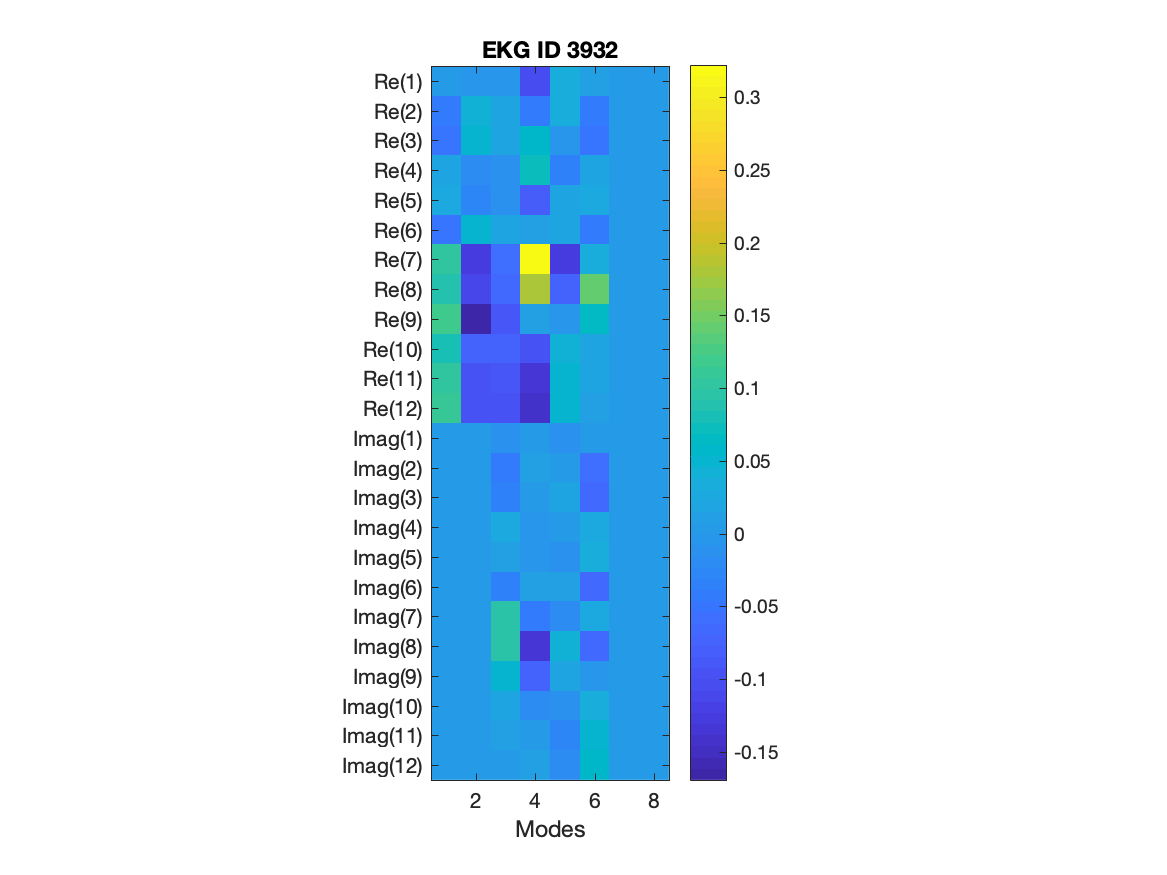 EKG ID 3932
Re(1)
Re(2)
Re(3)
Re(4)
Re(5)
Re(6)
Re(7)
Re(8)
Re(9)
Re(10)
Re(11)
Re(12)
Imag(1)
Imag(2)
Imag(3)
Imag(4)
Imag(5)
Imag(6)
Imag(7)
Imag(8)
Imag(9)
Imag(10)
Imag(11)
Imag(12)
2 4 6 8
Modes
0.3
0.25
0.2
0.15
0.1
0.05
0
-0.05
-0.1
-0.15